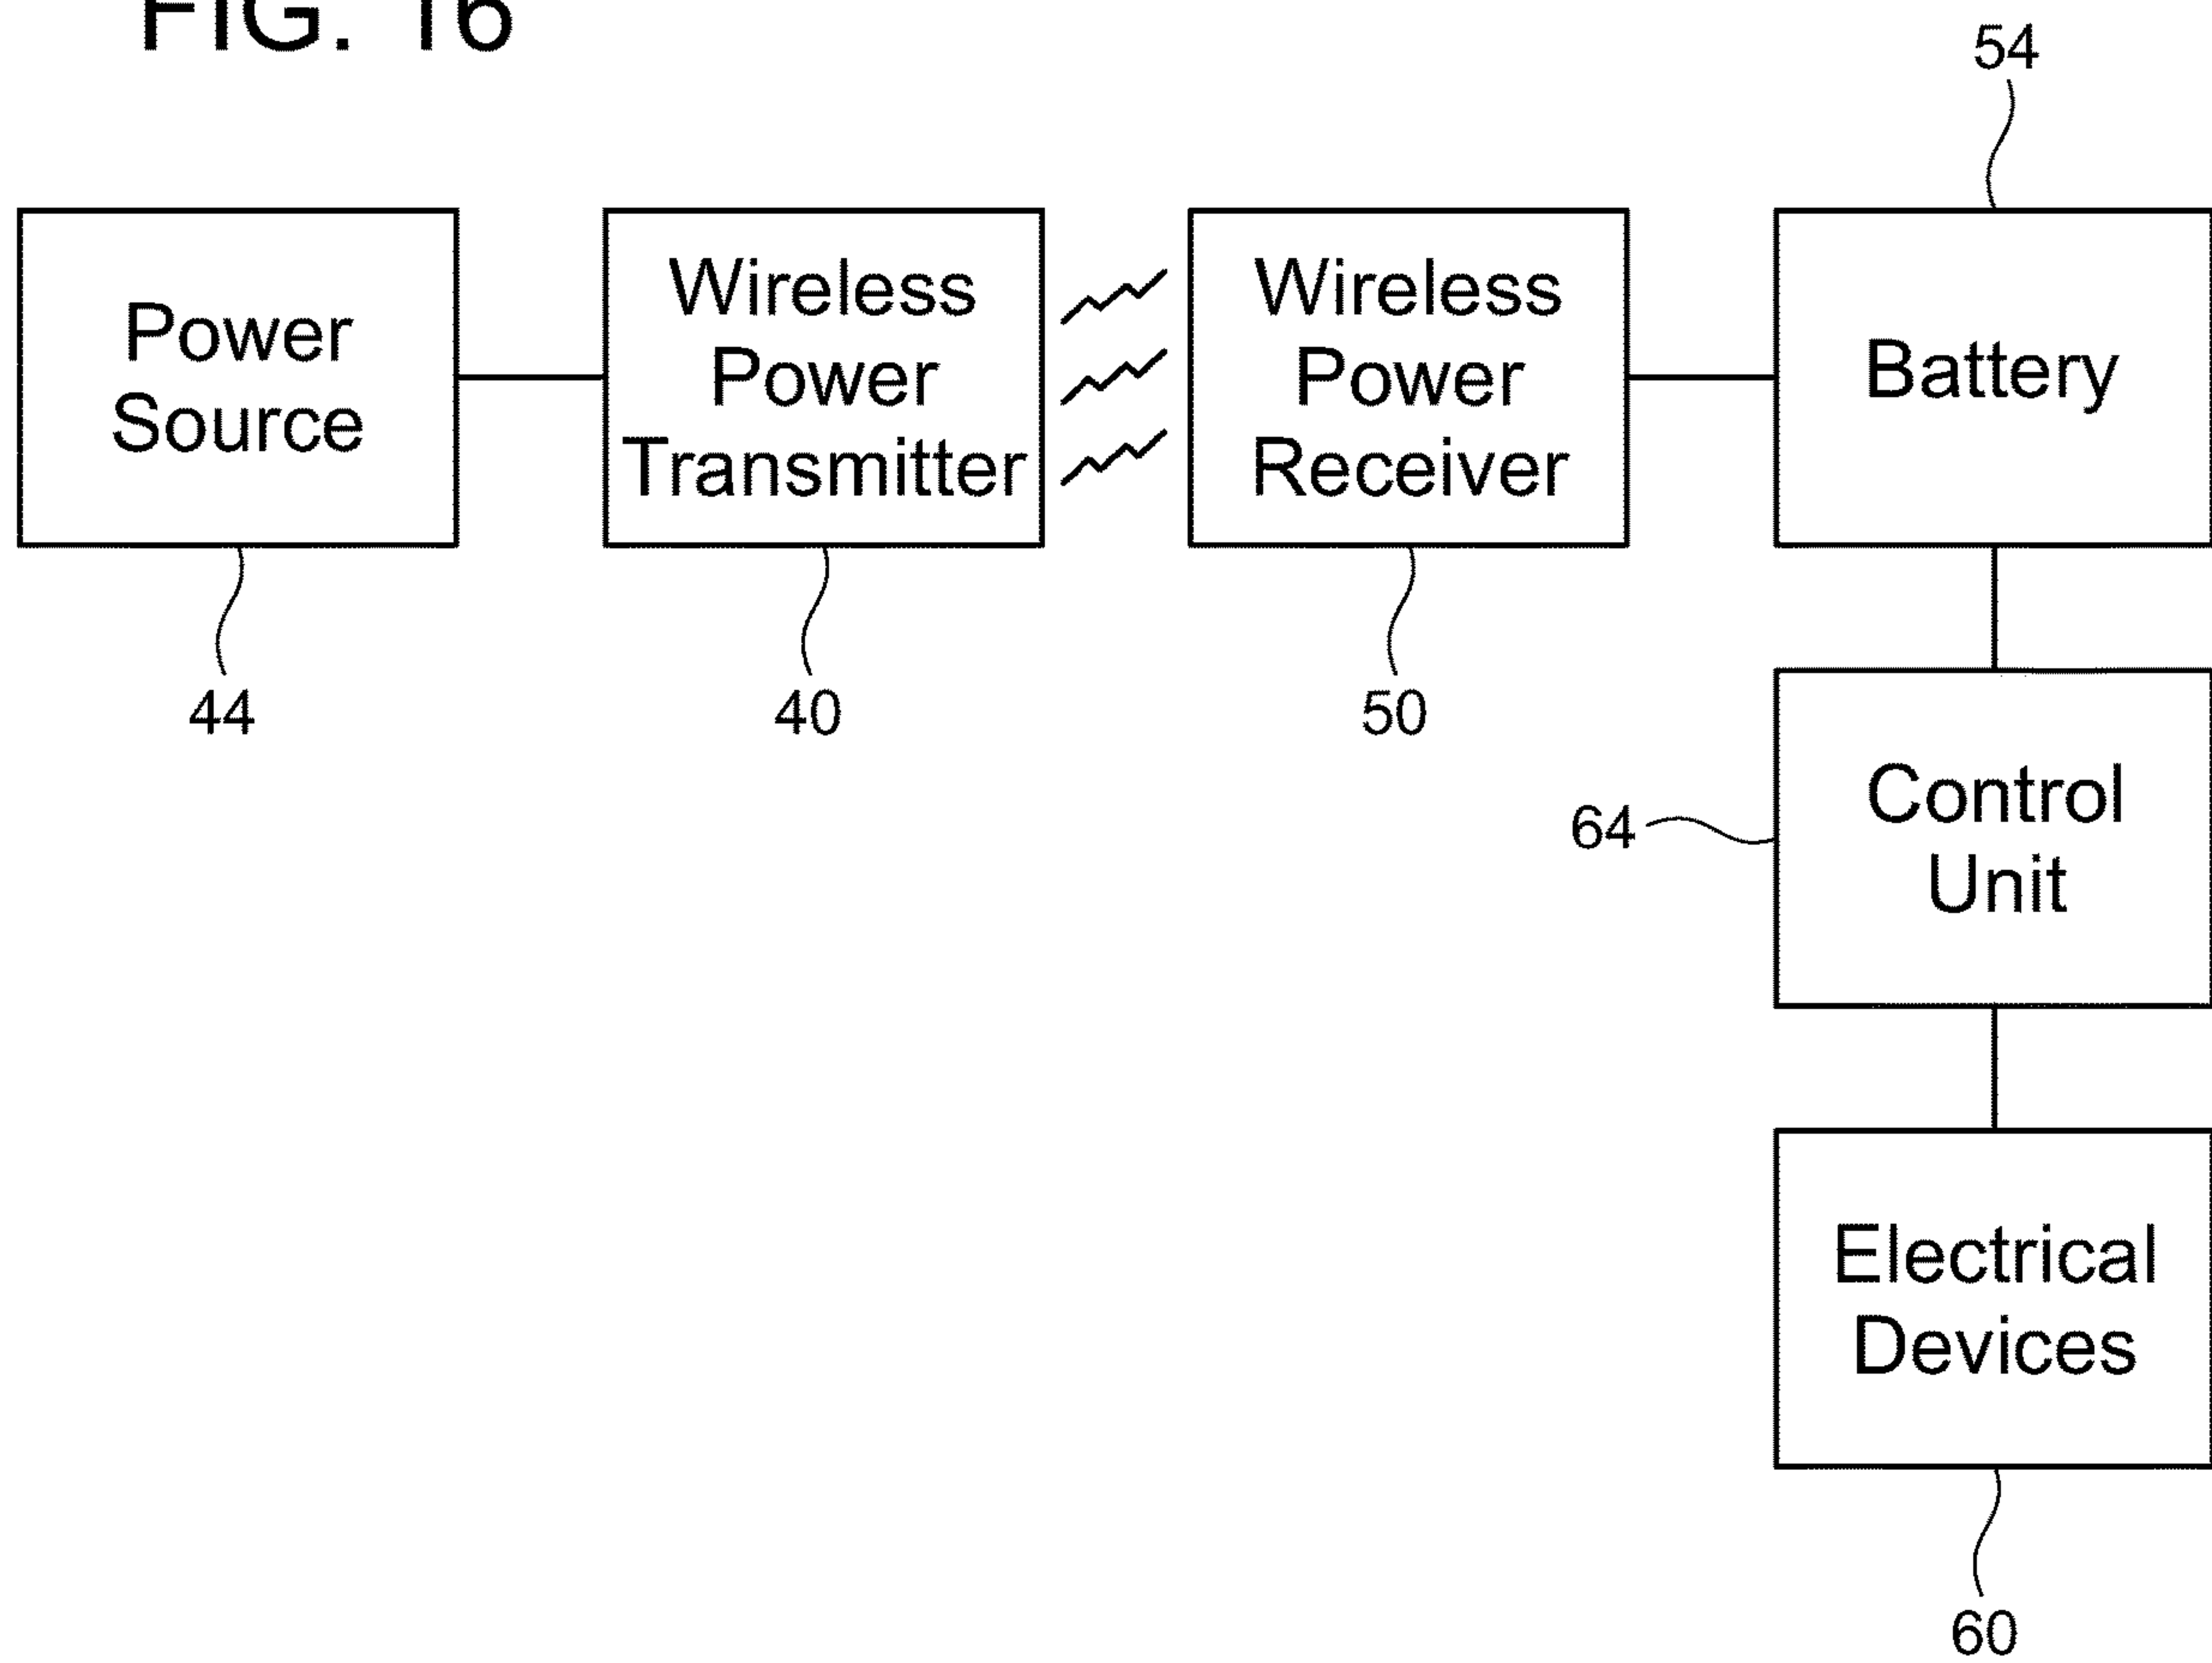 FIG. 16
54
Power
Source
Wireless
Power
Transmitter
Wireless
Power
Receiver
Battery
44
40
50
64
Control
Unit
Electrical
Devices
60